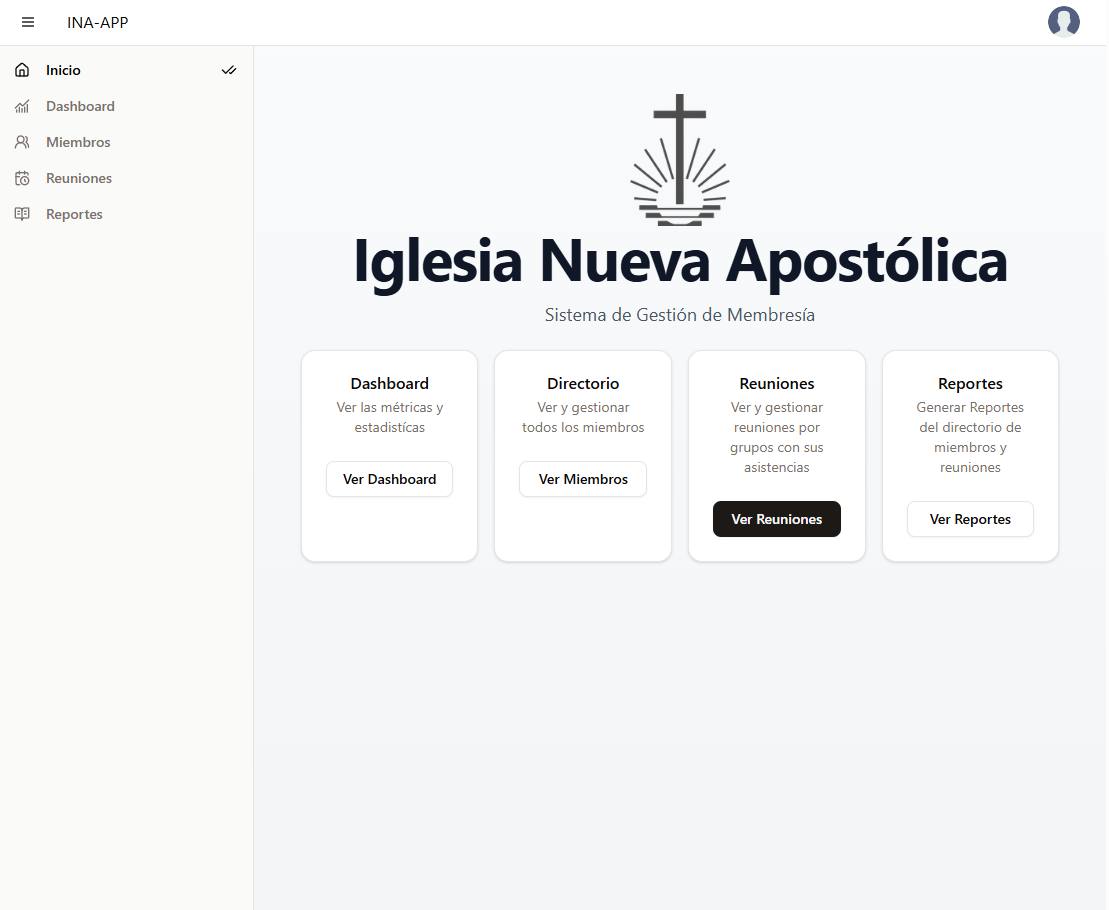 INA-APP
Inicio
Dashboard
Miembros
Reuniones
Reportes
Iglesia Nueva Apostólica
Sistema de Gestión de Membresía
Dashboard
Ver las métricas y
estadistícas
Ver Dashboard
Directorio
Ver y gestionar
todos los miembros
Ver Miembros
Reuniones
Ver y gestionar
reuniones por
grupos con sus
asistencias
Ver Reuniones
Reportes
Generar Reportes
del directorio de
miembros y
reuniones
Ver Reportes